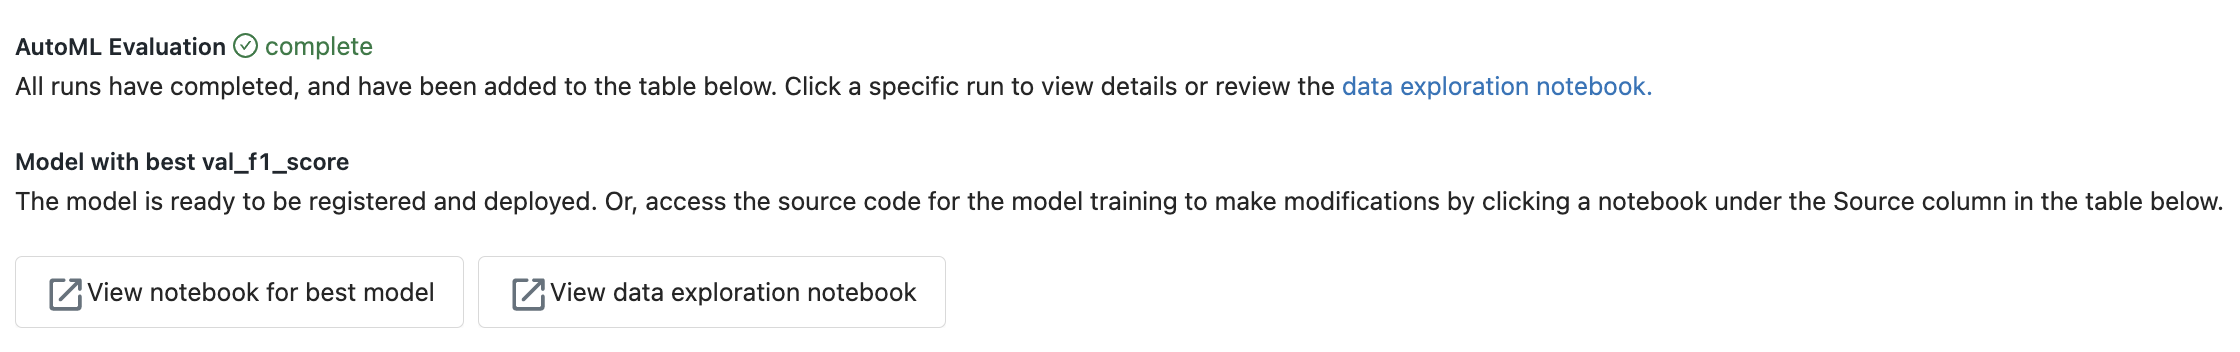 AutoML Evaluation complete
All runs have completed, and have been added to the table below. Click a specific run to view details or review the data exploration notebook.
Model with best val_f1_score
The model is ready to be registered and deployed. Or, access the source code for the model training to make modifications by clicking a notebook under the Source column in the table below.
View notebook for best model
View data exploration notebook